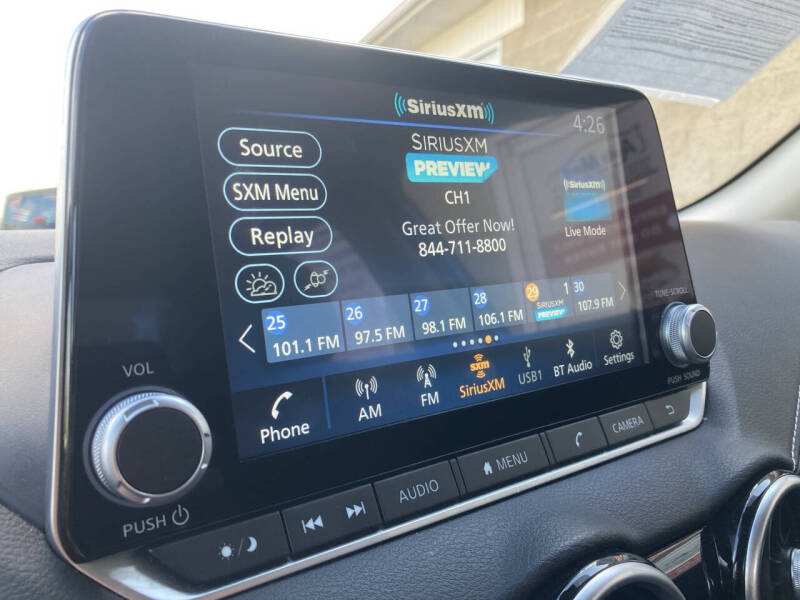 SiriusXM
4:26
Source
SXM Menu
Replay
SIRIUSXM
PREVIEW
CH1
Great Offer Now!
844-711-8800
SiriusXM
Live Mode
25
101.1 FM
26
97.5 FM
27
98.1 FM
28
106.1 FM
29
1
SIRIUSXM
PREVIEW
30
107.9 FM
Phone
AM
FM
sxm
SiriusXM
USB1
BT Audio
Settings
VOL
PUSH
TUNE·SCROLL
PUSH SOUND
AUDIO
MENU
CAMERA